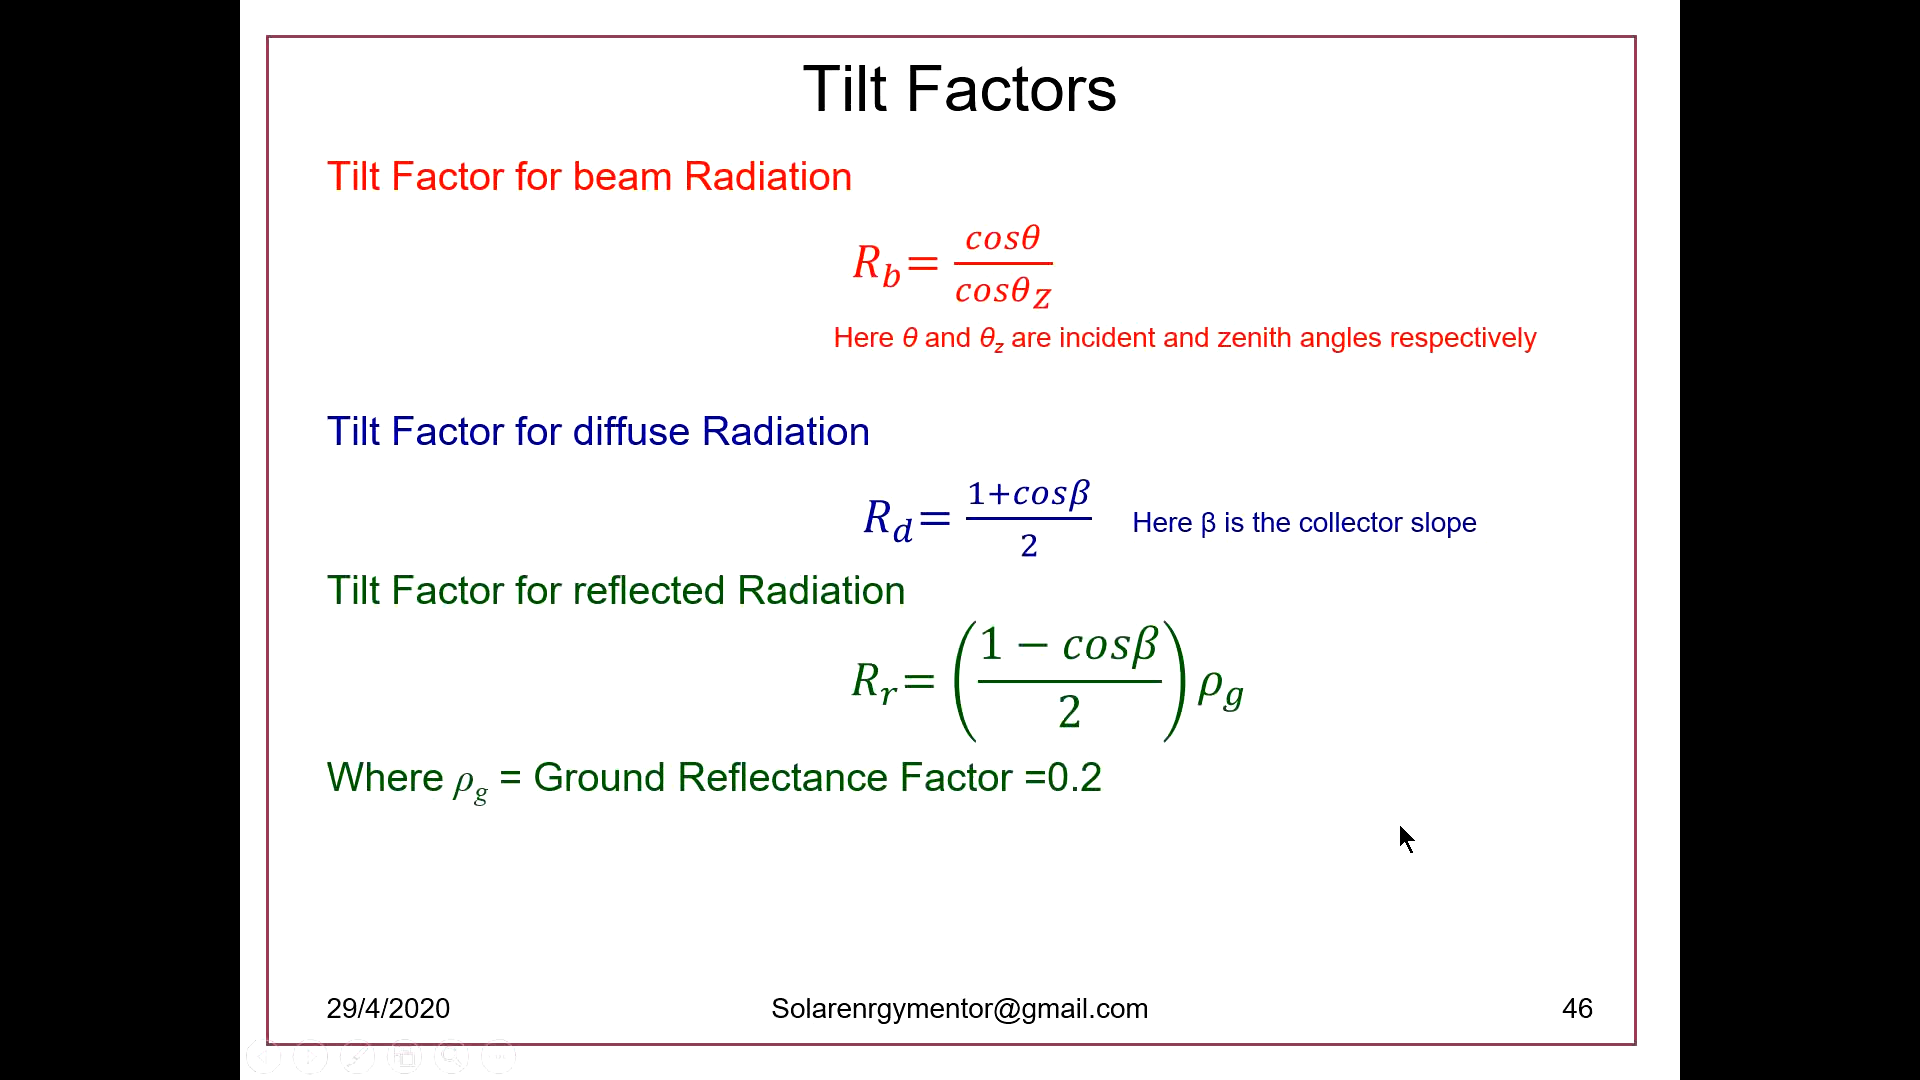 Tilt Factors
Tilt Factor for beam Radiation
R_b = cosθ / cosθ_Z
Here θ and θ_z are incident and zenith angles respectively
Tilt Factor for diffuse Radiation
R_d = 1+cosβ / 2 Here β is the collector slope
Tilt Factor for reflected Radiation
R_r = (1 − cosβ / 2) ρ_g
Where ρ_g = Ground Reflectance Factor =0.2
29/4/2020 Solarenrgymentor@gmail.com 46